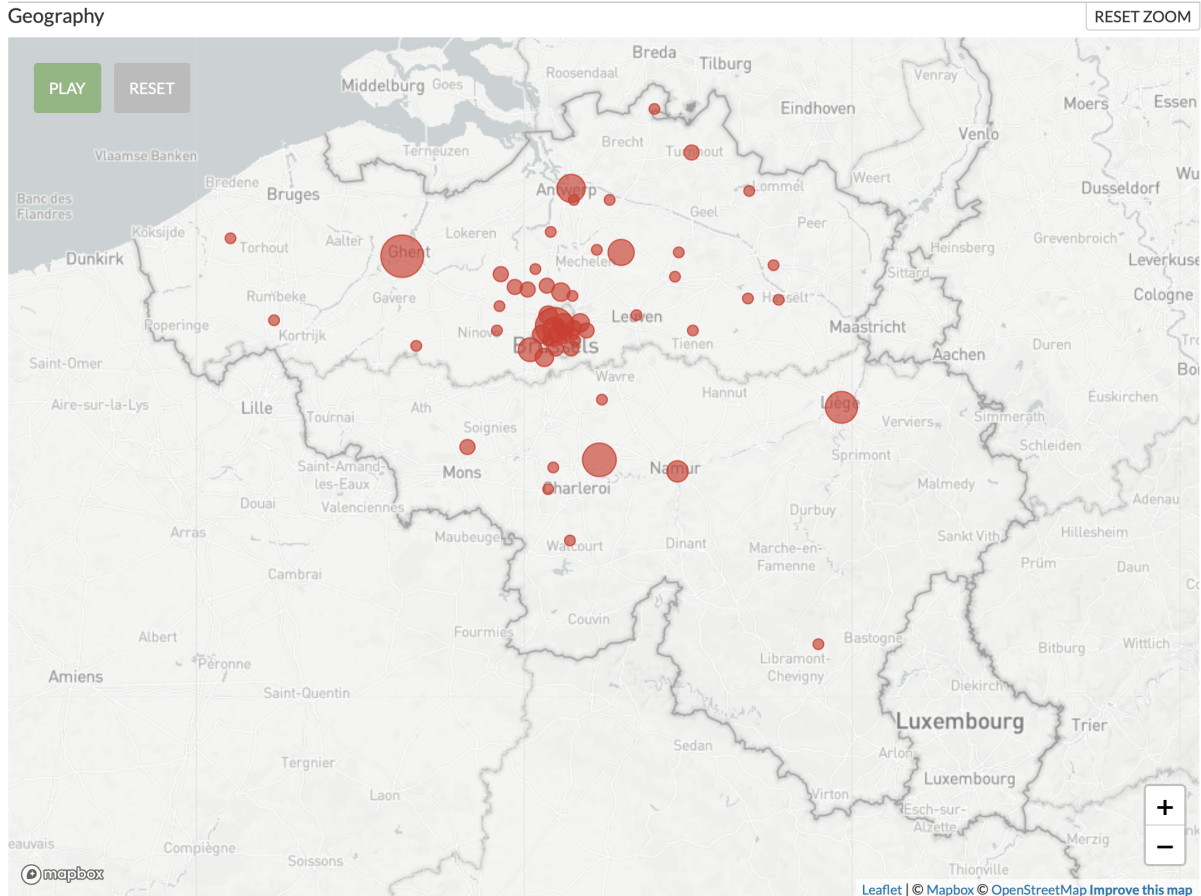 Geography
RESET ZOOM
PLAY
RESET
Breda
Tilburg
Roosendaal
Middelburg
Goes
Venray
Eindhoven
Moers
Essen
Venlo
Brecht
Terneuzen
Turnhout
Vlaamse Banken
Weert
Bredene
Bruges
Antwerp
Lommel
Dusseldorf
Wu
Banc des
Flandres
Geel
Peer
Koksijde
Torhout
Aalter
Lokeren
Grevenbroich
Heinsberg
Dunkirk
Ghent
Mechelen
Leverkuse
Sittard
Rumbeke
Gavere
Hasselt
Cologne
Poperinge
Kortrijk
Ninove
Leuven
Maastricht
Brussels
Tienen
Duren
Aachen
Saint-Omer
Wavre
Hannut
Bo
Aire-sur-la-Lys
Lille
Tournai
Ath
Liège
Euskirchen
Simmerath
Soignies
Verviers
Schleiden
Saint-Amand-
les-Eaux
Mons
Namur
Sprimont
Malmedy
Charleroi
Adenau
Douai
Valenciennes
Durbuy
Arras
Maubeuge
Walcourt
Dinant
Marche-en-
Famenne
Sankt Vith
Hillesheim
Prüm
Daun
Cambrai
Couvin
Fourmies
Albert
Péronne
Bastogne
Bitburg
Wittlich
Libramont-
Chevigny
Amiens
Saint-Quentin
Diekirch
Luxembourg
Trier
Sedan
Arlon
Tergnier
Luxembourg
Laon
Virton
Esch-sur-
Alzette
+
−
eauvais
Compiègne
Soissons
Merzig
Thionville
mapbox
Leaflet | © Mapbox © OpenStreetMap Improve this map